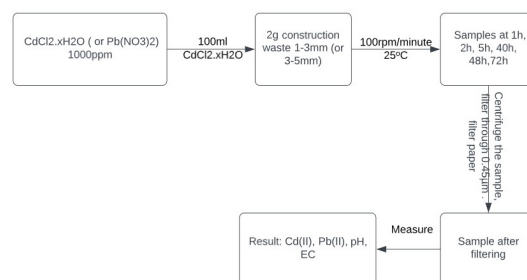 CdCl2.xH2O ( or Pb(NO3)2)
1000ppm
100ml
CdCl2.xH2O
2g construction
waste 1-3mm (or
3-5mm)
100rpm/minute
25ºC
Samples at 1h,
2h, 5h, 40h,
48h,72h
Centrifuge the sample,
filter through 0.45µm .
filter paper
Sample after
filtering
Measure
Result: Cd(II), Pb(II), pH,
EC